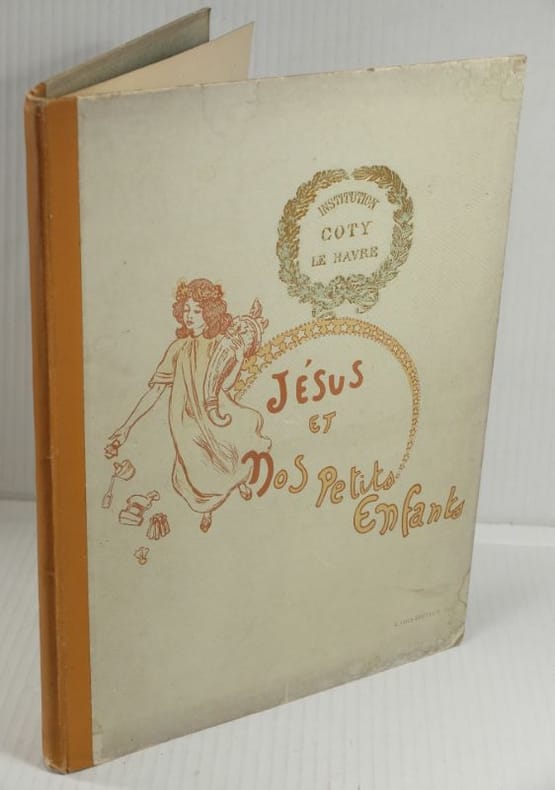 INSTITUTION
COTY
LE HAVRE
JÉSUS
ET
Nos Petits
Enfants